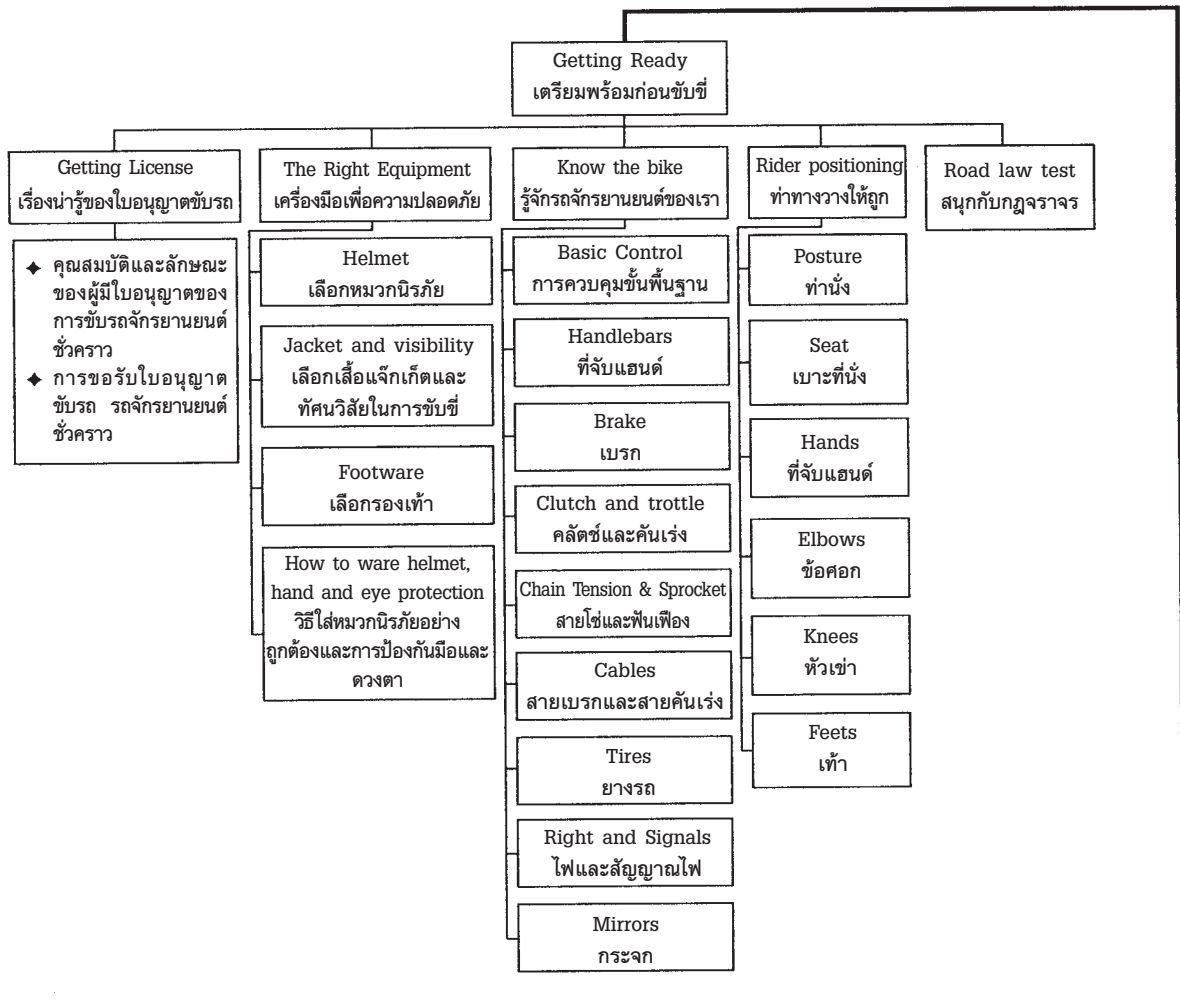 Getting Ready
เตรียมพร้อมก่อนขับขี่
Getting License
เรื่องน่ารู้ของใบอนุญาตขับรถ
✦ คุณสมบัติและลักษณะ
ของผู้มีใบอนุญาตของ
การขับรถจักรยานยนต์
ชั่วคราว
✦ การขอรับใบอนุญาต
ขับรถ รถจักรยานยนต์
ชั่วคราว
The Right Equipment
เครื่องมือเพื่อความปลอดภัย
Helmet
เลือกหมวกนิรภัย
Jacket and visibility
เลือกเสื้อแจ๊กเก็ตและ
ทัศนวิสัยในการขับขี่
Footware
เลือกรองเท้า
How to ware helmet,
hand and eye protection
วิธีใส่หมวกนิรภัยอย่าง
ถูกต้องและการป้องกันมือและ
ดวงตา
Know the bike
รู้จักรถจักรยานยนต์ของเรา
Basic Control
การควบคุมขั้นพื้นฐาน
Handlebars
ที่จับแฮนด์
Brake
เบรก
Clutch and trottle
คลัตช์และคันเร่ง
Chain Tension & Sprocket
สายโซ่และฟันเฟือง
Cables
สายเบรกและสายคันเร่ง
Tires
ยางรถ
Right and Signals
ไฟและสัญญาณไฟ
Mirrors
กระจก
Rider positioning
ท่าทางวางให้ถูก
Posture
ท่านั่ง
Seat
เบาะที่นั่ง
Hands
ที่จับแฮนด์
Elbows
ข้อศอก
Knees
หัวเข่า
Feets
เท้า
Road law test
สนุกกับกฎจราจร